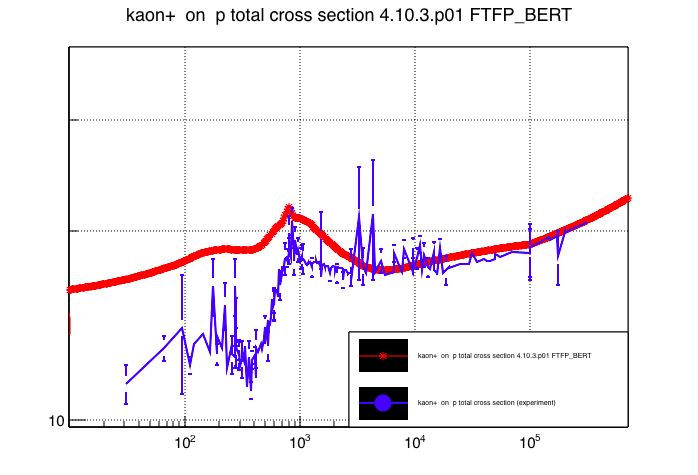 kaon+ on p total cross section 4.10.3.p01 FTFP_BERT
kaon+ on p total cross section 4.10.3.p01 FTFP_BERT
kaon+ on p total cross section (experiment)
10
10²
10³
10⁴
10⁵